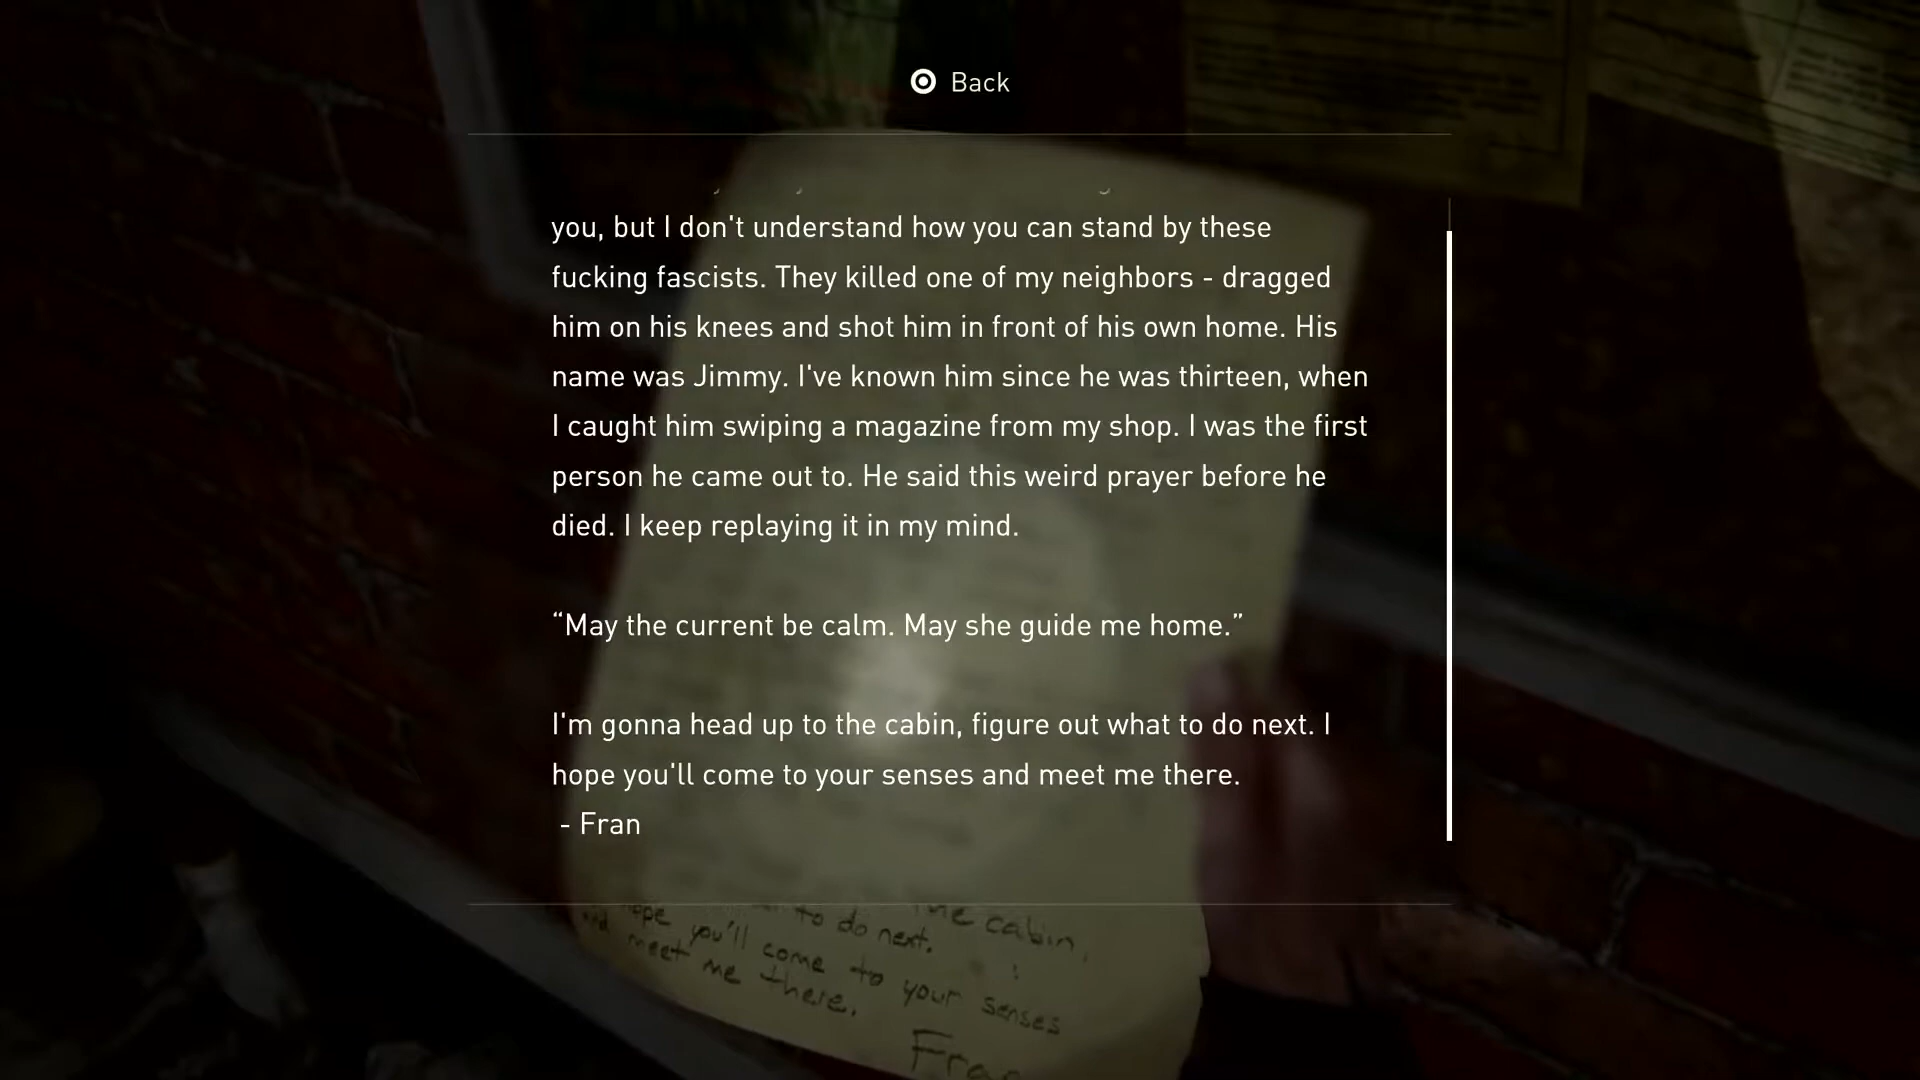 Back
you, but I don't understand how you can stand by these
fucking fascists. They killed one of my neighbors - dragged
him on his knees and shot him in front of his own home. His
name was Jimmy. I've known him since he was thirteen, when
I caught him swiping a magazine from my shop. I was the first
person he came out to. He said this weird prayer before he
died. I keep replaying it in my mind.
“May the current be calm. May she guide me home.”
I'm gonna head up to the cabin, figure out what to do next. I
hope you'll come to your senses and meet me there.
- Fran
the cabin,
to do next.
hope you'll come to your senses
and meet me there.
Fran